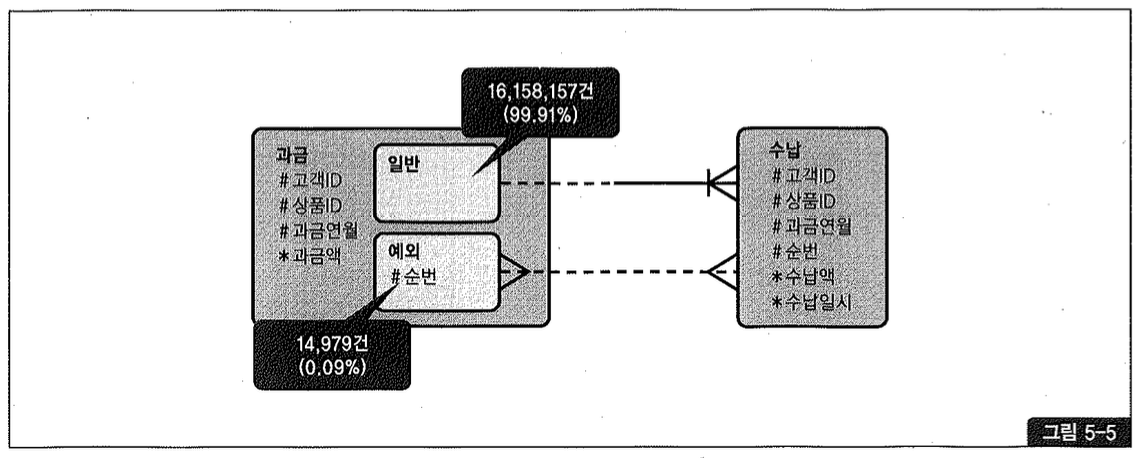 16,158,157건
(99.91%)
과금
#고객ID
#상품ID
#과금연월
*과금액
일반
예외
#순번
14,979건
(0.09%)
수납
#고객ID
#상품ID
#과금연월
#순번
*수납액
*수납일시
그림 5-5